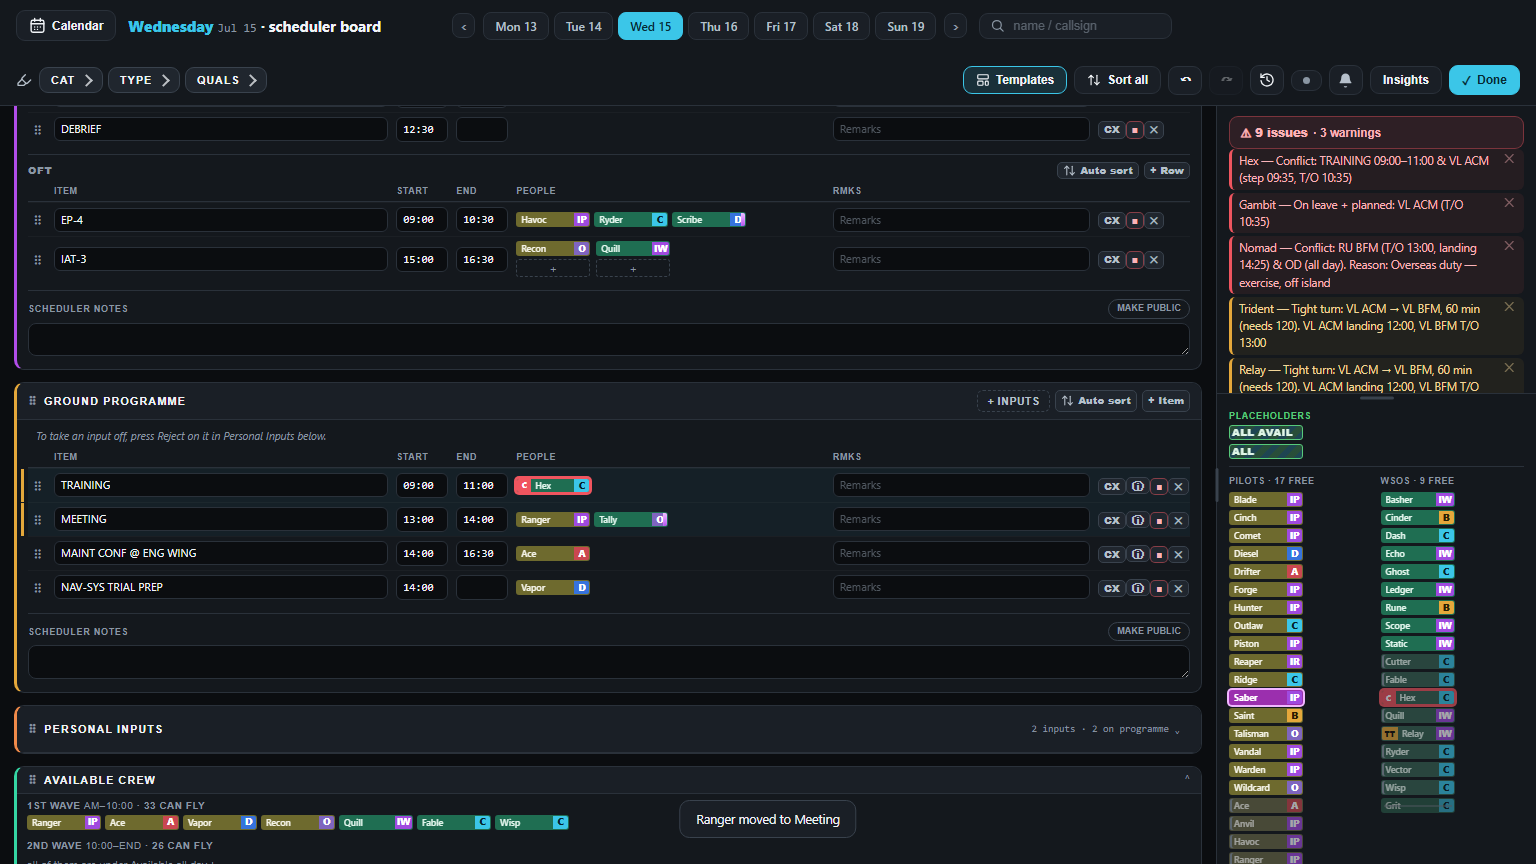 Calendar
Wednesday Jul 15 · scheduler board
Mon 13
Tue 14
Wed 15
Thu 16
Fri 17
Sat 18
Sun 19
name / callsign
CAT
TYPE
QUALS
Templates
Sort all
Insights
✓ Done
DEBRIEF 12:30 Remarks CX
OFT
Auto sort
+ Row
ITEM START END PEOPLE RMKS
EP-4 09:00 10:30 Havoc IP Ryder C Scribe D Remarks CX
IAT-3 15:00 16:30 Recon O Quill IW Remarks CX
+ +
SCHEDULER NOTES
MAKE PUBLIC
GROUND PROGRAMME
+ INPUTS
Auto sort
+ Item
To take an input off, press Reject on it in Personal Inputs below.
ITEM START END PEOPLE RMKS
TRAINING 09:00 11:00 C Hex C Remarks CX
MEETING 13:00 14:00 Ranger IP Tally O Remarks CX
MAINT CONF @ ENG WING 14:00 16:30 Ace A Remarks CX
NAV-SYS TRIAL PREP 14:00 Vapor D Remarks CX
SCHEDULER NOTES
MAKE PUBLIC
PERSONAL INPUTS
2 inputs · 2 on programme
AVAILABLE CREW
1ST WAVE AM–10:00 · 33 CAN FLY
Ranger IP Ace A Vapor D Recon O Quill IW Fable C Wisp C
2ND WAVE 10:00–END · 26 CAN FLY
Ranger moved to Meeting
⚠ 9 issues · 3 warnings
Hex — Conflict: TRAINING 09:00–11:00 & VL ACM
(step 09:35, T/O 10:35)
Gambit — On leave + planned: VL ACM (T/O
10:35)
Nomad — Conflict: RU BFM (T/O 13:00, landing
14:25) & OD (all day). Reason: Overseas duty —
exercise, off island
Trident — Tight turn: VL ACM → VL BFM, 60 min
(needs 120). VL ACM landing 12:00, VL BFM T/O
13:00
Relay — Tight turn: VL ACM → VL BFM, 60 min
(needs 120). VL ACM landing 12:00, VL BFM T/O
PLACEHOLDERS
ALL AVAIL
ALL
PILOTS · 17 FREE
Blade IP
Cinch IP
Comet IP
Diesel D
Drifter A
Forge IP
Hunter IP
Outlaw C
Piston IP
Reaper IR
Ridge C
Saber IP
Saint B
Talisman O
Vandal IP
Warden IP
Wildcard O
Ace A
Anvil IP
Havoc IP
Ranger IP
WSOS · 9 FREE
Basher IW
Cinder B
Dash C
Echo IW
Ghost C
Ledger IW
Rune B
Scope IW
Static IW
Cutter C
Fable C
C Hex C
Quill IW
TT Relay IW
Ryder C
Vector C
Wisp C
Grit C